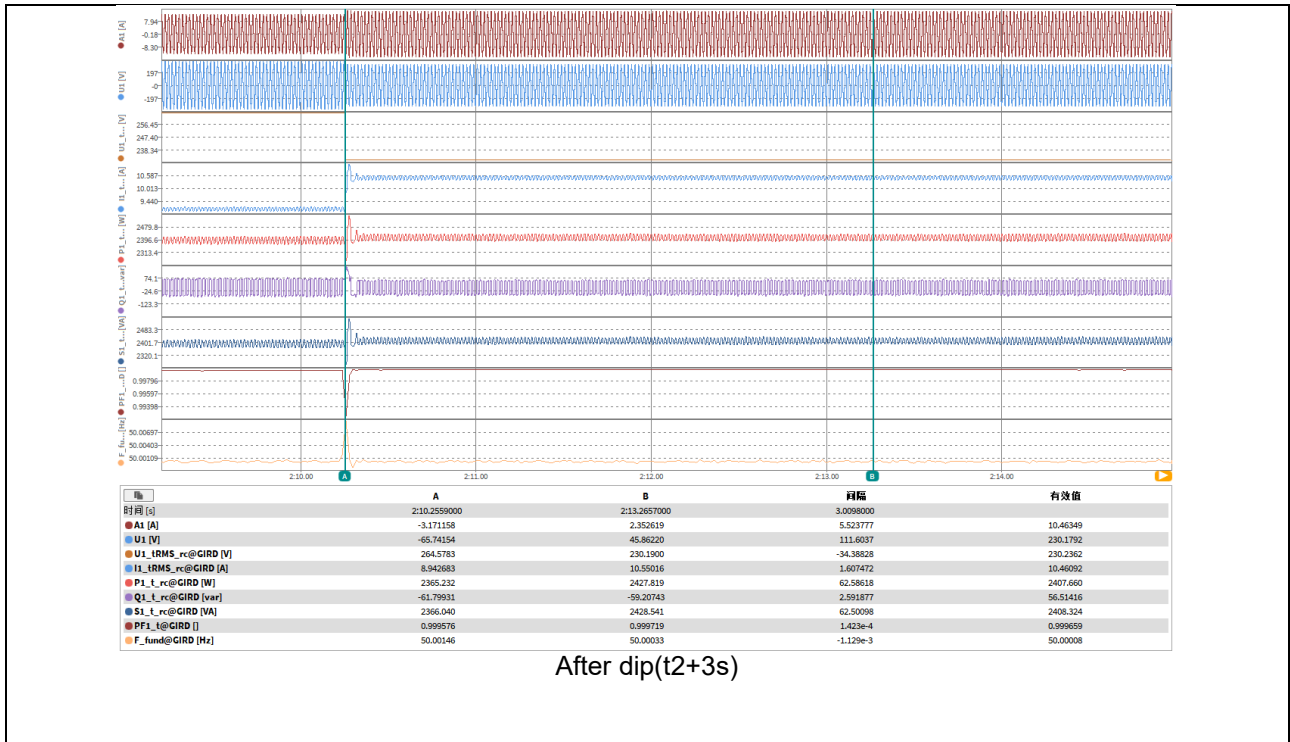 A1 [A]
7.94
-0.18
-8.30
U1 [V]
197
-0
-197
U1_t... [V]
256.45
247.40
238.34
I1_t... [A]
10.587
10.013
9.440
P1_t... [W]
2479.8
2396.6
2313.4
Q1_t...var]
74.1
-24.6
-123.3
S1_t... [VA]
2483.3
2401.7
2320.1
PF1_...D []
0.99796
0.99597
0.99398
F_fu...[Hz]
50.00697
50.00403
50.00109
2:10.00 A 2:11.00 2:12.00 2:13.00 B 2:14.00
A B 间隔 有效值
时间 [s] 2:10.2559000 2:13.2657000 3.0098000
A1 [A] -3.171158 2.352619 5.523777 10.46349
U1 [V] -65.74154 45.86220 111.6037 230.1792
U1_tRMS_rc@GIRD [V] 264.5783 230.1900 -34.38828 230.2362
I1_tRMS_rc@GIRD [A] 8.942683 10.55016 1.607472 10.46092
P1_t_rc@GIRD [W] 2365.232 2427.819 62.58618 2407.660
Q1_t_rc@GIRD [var] -61.79931 -59.20743 2.591877 56.51416
S1_t_rc@GIRD [VA] 2366.040 2428.541 62.50098 2408.324
PF1_t@GIRD [] 0.999576 0.999719 1.423e-4 0.999659
F_fund@GIRD [Hz] 50.00146 50.00033 -1.129e-3 50.00008
After dip(t2+3s)